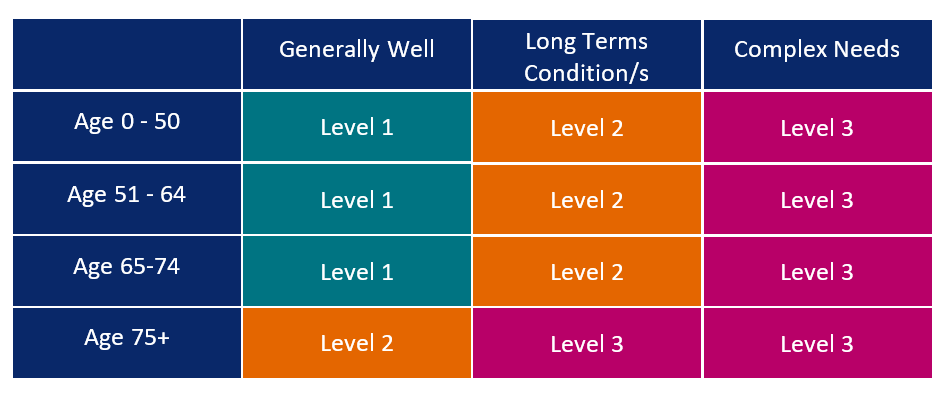 Generally Well
Long Terms
Condition/s
Complex Needs
Age 0 - 50
Level 1
Level 2
Level 3
Age 51 - 64
Level 1
Level 2
Level 3
Age 65-74
Level 1
Level 2
Level 3
Age 75+
Level 2
Level 3
Level 3